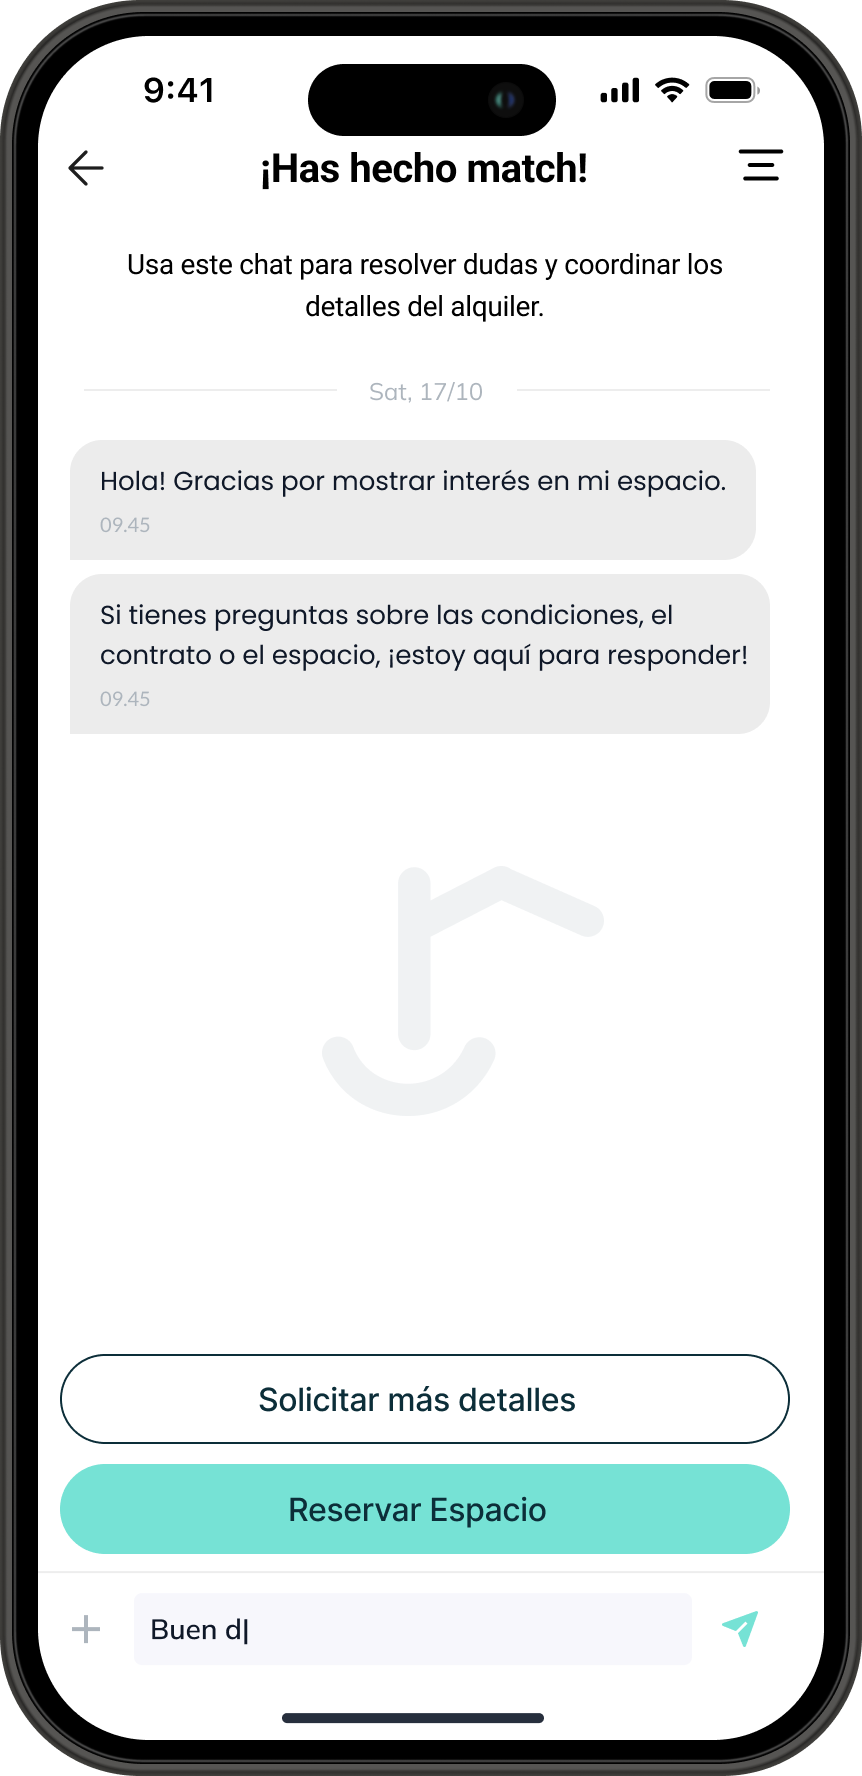 9:41
¡Has hecho match!
Usa este chat para resolver dudas y coordinar los
detalles del alquiler.
Sat, 17/10
Hola! Gracias por mostrar interés en mi espacio.
09.45
Si tienes preguntas sobre las condiciones, el
contrato o el espacio, ¡estoy aquí para responder!
09.45
Solicitar más detalles
Reservar Espacio
Buen d|